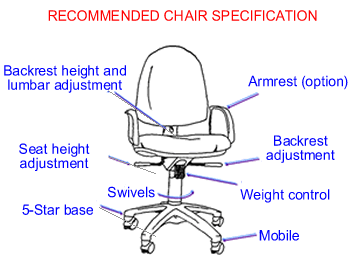 RECOMMENDED CHAIR SPECIFICATION
Backrest height and
lumbar adjustment
Armrest (option)
Seat height
adjustment
Backrest
adjustment
Swivels
Weight control
5-Star base
Mobile